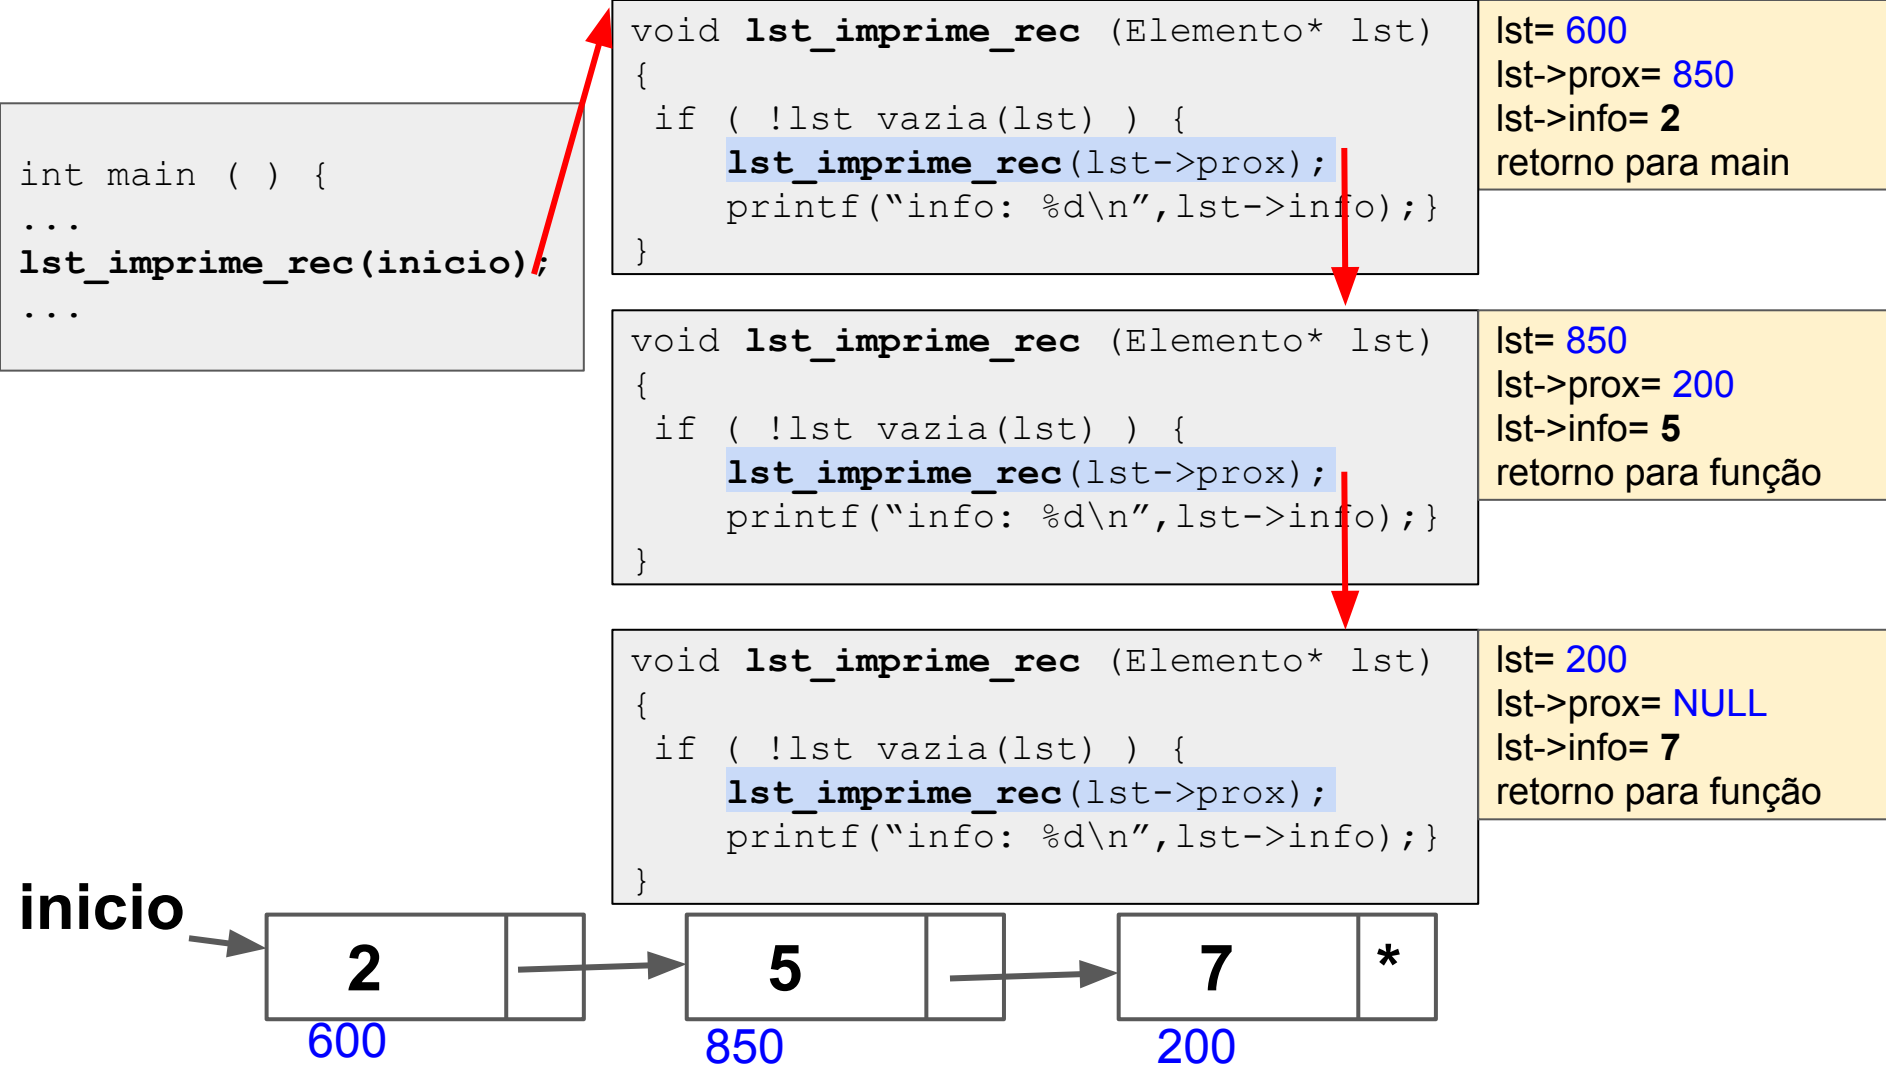 int main ( ) {
...
lst_imprime_rec(inicio);
...
void lst_imprime_rec (Elemento* lst)
{
if ( !lst vazia(lst) ) {
lst_imprime_rec(lst->prox);
printf(“info: %d\n”,lst->info);}
}
lst= 600
lst->prox= 850
lst->info= 2
retorno para main
void lst_imprime_rec (Elemento* lst)
{
if ( !lst vazia(lst) ) {
lst_imprime_rec(lst->prox);
printf(“info: %d\n”,lst->info);}
}
lst= 850
lst->prox= 200
lst->info= 5
retorno para função
void lst_imprime_rec (Elemento* lst)
{
if ( !lst vazia(lst) ) {
lst_imprime_rec(lst->prox);
printf(“info: %d\n”,lst->info);}
}
lst= 200
lst->prox= NULL
lst->info= 7
retorno para função
inicio
2
5
7 *
600
850
200